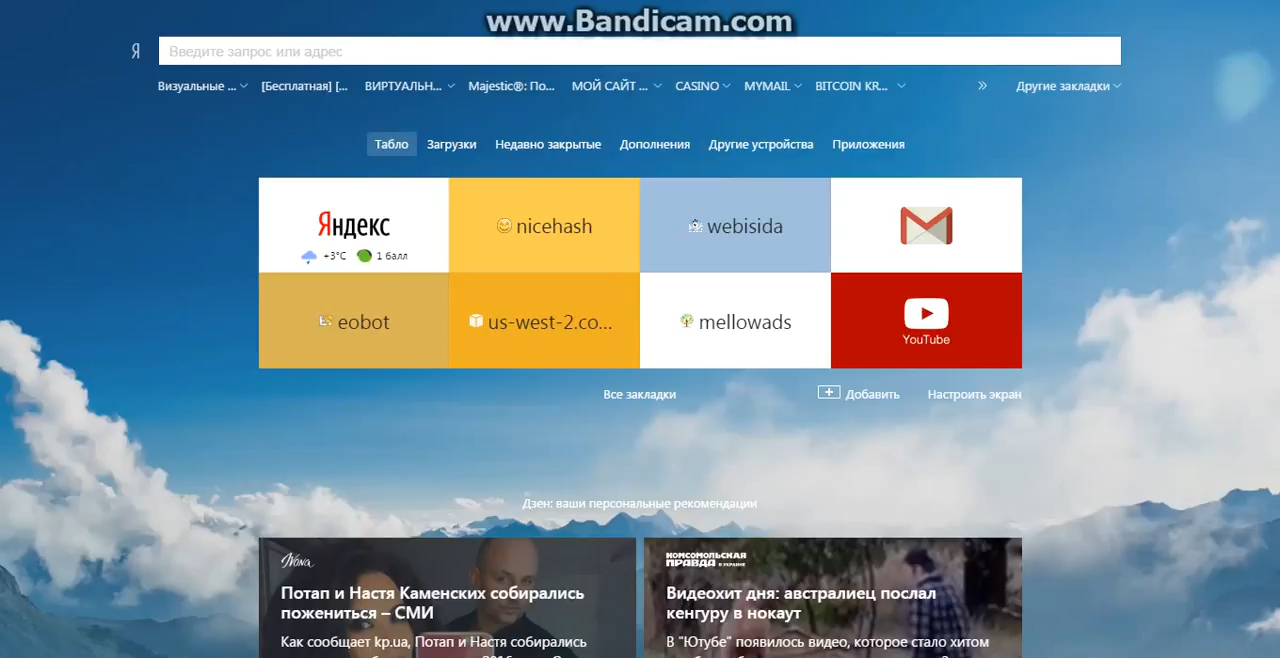 www.Bandicam.com
Я Введите запрос или адрес
Визуальные ... [Бесплатная] [... ВИРТУАЛЬН... Majestic®: По... МОЙ САЙТ ... CASINO MYMAIL BITCOIN KR... » Другие закладки
Табло Загрузки Недавно закрытые Дополнения Другие устройства Приложения
Яндекс
+3°C 1 балл
nicehash
webisida
eobot
us-west-2.co...
mellowads
YouTube
Все закладки Добавить Настроить экран
Дзен: ваши персональные рекомендации
Ivona
Потап и Настя Каменских собирались
пожениться – СМИ
Как сообщает kp.ua, Потап и Настя собирались
КОМСОМОЛЬСКАЯ
ПРАВДА В УКРАИНЕ
Видеохит дня: австралиец послал
кенгуру в нокаут
В "Ютубе" появилось видео, которое стало хитом